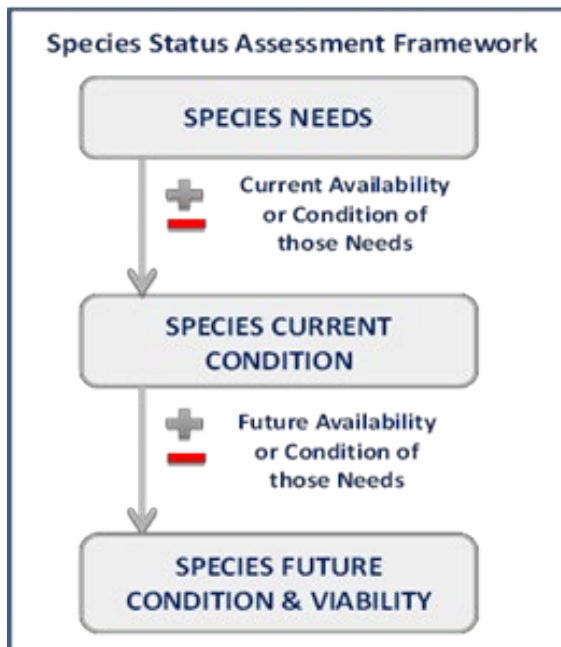 Species Status Assessment Framework
SPECIES NEEDS
Current Availability
or Condition of
those Needs
SPECIES CURRENT
CONDITION
Future Availability
or Condition of
those Needs
SPECIES FUTURE
CONDITION & VIABILITY